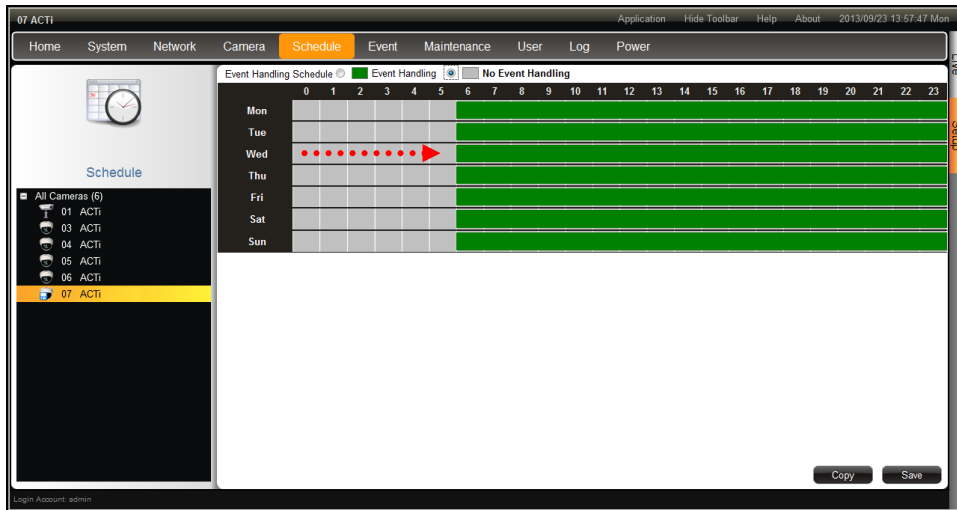 07 ACTi
Application Hide Toolbar Help About 2013/09/23 13:57:47 Mon
Home System Network Camera Schedule Event Maintenance User Log Power
Live
Setup
Event Handling Schedule Event Handling No Event Handling
0 1 2 3 4 5 6 7 8 9 10 11 12 13 14 15 16 17 18 19 20 21 22 23
Mon
Tue
Wed
Thu
Fri
Sat
Sun
Schedule
All Cameras (6)
01 ACTi
03 ACTi
04 ACTi
05 ACTi
06 ACTi
07 ACTi
Copy Save
Login Account: admin